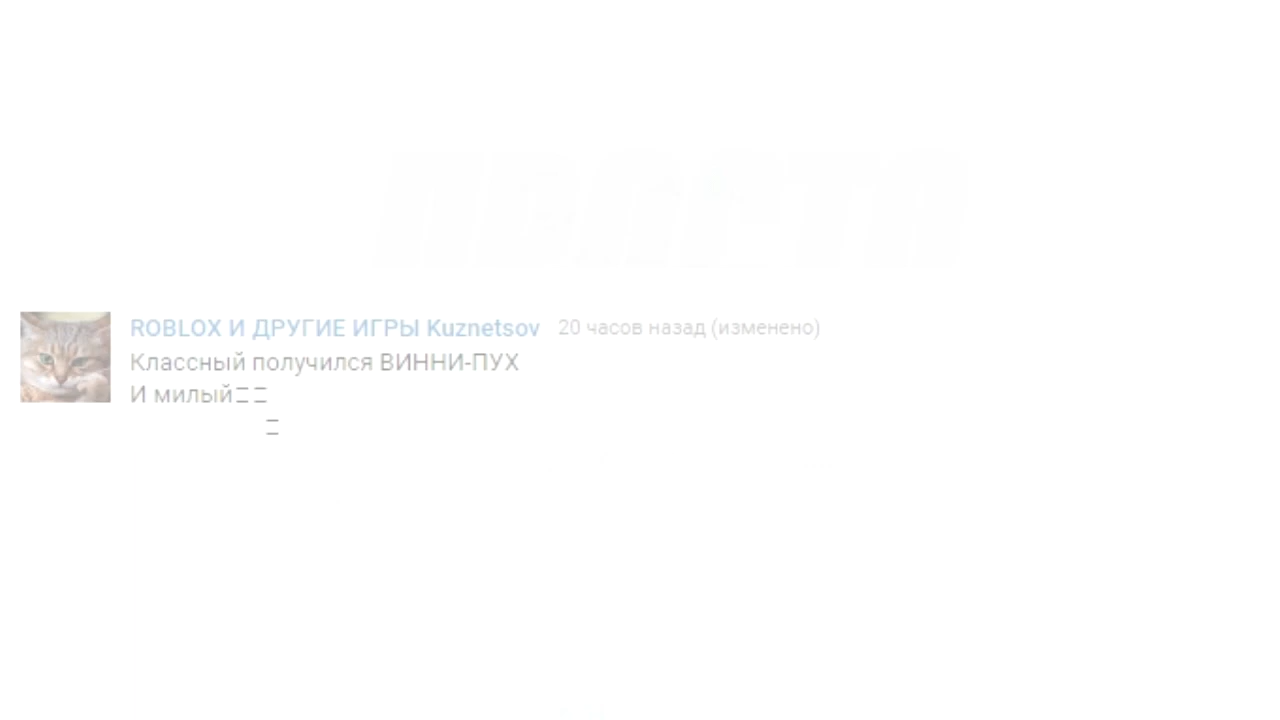 ROBLOX И ДРУГИЕ ИГРЫ Kuznetsov 20 часов назад (изменено)
Классный получился ВИННИ-ПУХ
И милый